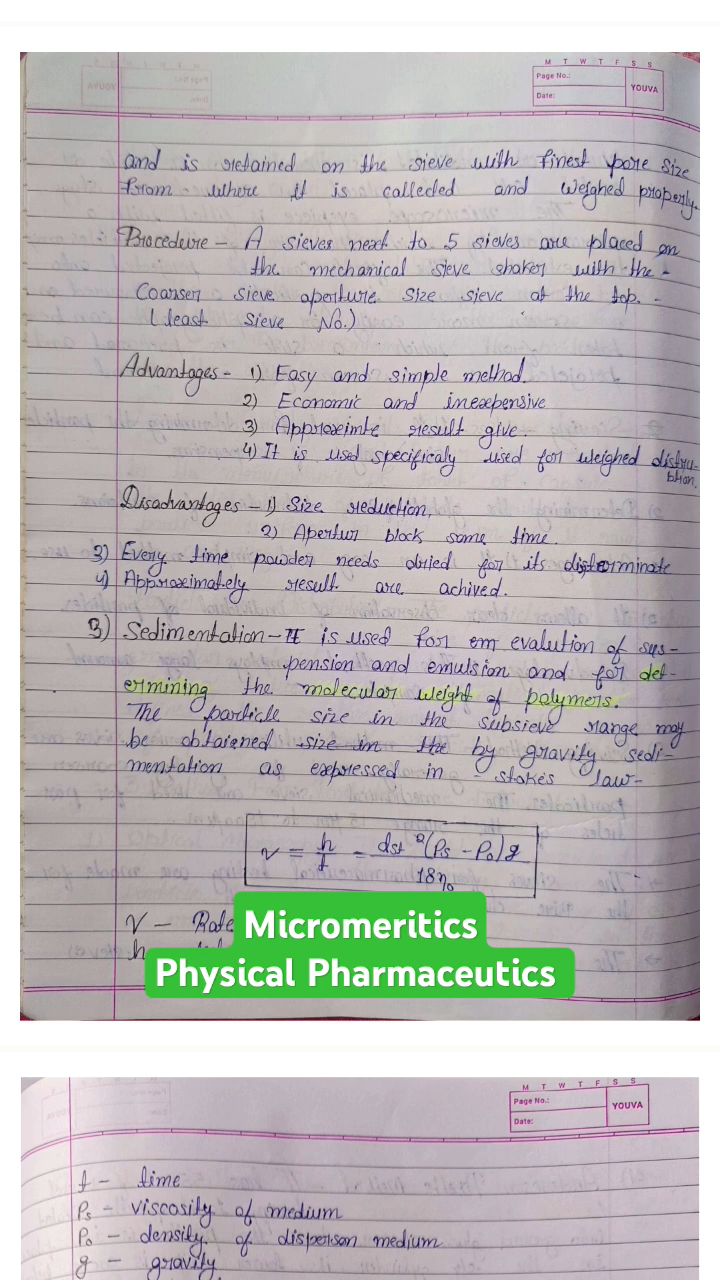 M T W T F S S
Page No.:
Date:
YOUVA
and is retained on the sieve with finest pore size
from where it is calleded and weighed properly.
Procedure - A sieves next to 5 sieves are placed on
the mechanical sieve shaker with the -
Coarser sieve aperture size sieve at the top. -
(least sieve No.)
Advantages - 1) Easy and simple method.
2) Economic and inexpensive
3) Approximte result give.
4) It is used specificaly used for weighed distru-
btion.
Disadvantages - 1) Size reduction,
2) Apertur block some time.
3) Every time powder needs dried for its disterminate
4) Approximately result are achived.
3) Sedimentation - It is used for em evalution of sus-
pension and emulsion and for det-
ermining the molecular weight of polymers.
The particle size in the subsieve range may
be obtaigned size in the by gravity sedi-
mentation as expressed in - stokes law-
v = h/t = dst²(Ps - Po)g / 18ηo
V - Rate
h
Micromeritics
Physical Pharmaceutics
M T W T F S S
Page No.:
Date:
YOUVA
t - time
Ps - viscosity of medium
Po - density of disperson medium
g - gravity